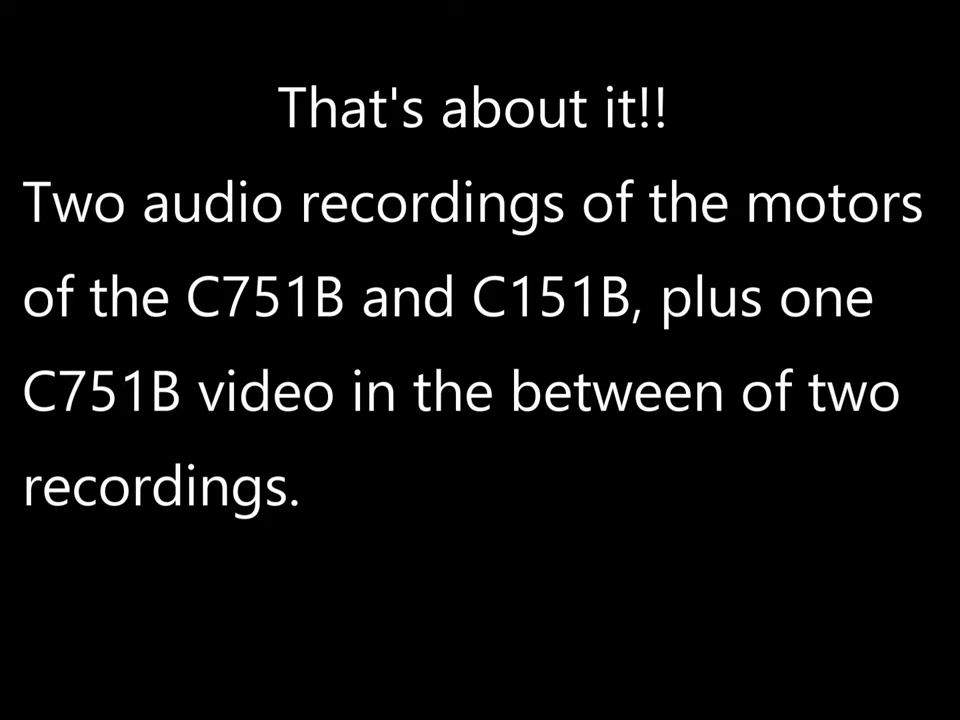 That's about it!!
Two audio recordings of the motors
of the C751B and C151B, plus one
C751B video in the between of two
recordings.